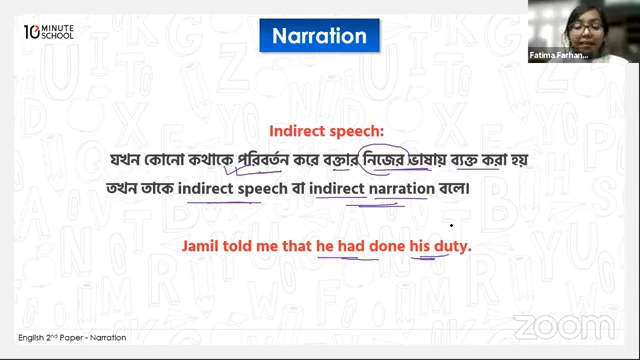 10 MINUTE SCHOOL
Narration
Fatima Farhan...
Indirect speech:
যখন কোনো কথাকে পরিবর্তন করে বক্তার নিজের ভাষায় ব্যক্ত করা হয়
তখন তাকে indirect speech বা indirect narration বলে।
Jamil told me that he had done his duty.
English 2nd Paper - Narration
zoom